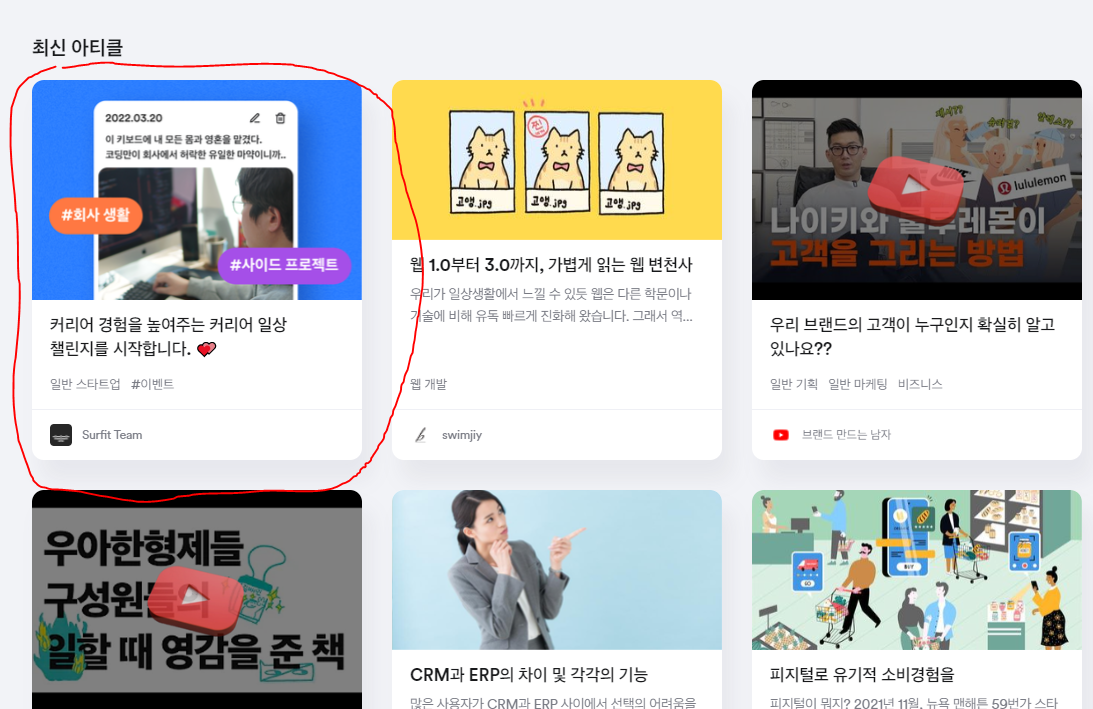 최신 아티클
2022.03.20
이 키보드에 내 모든 몸과 영혼을 맡겼다.
코딩만이 회사에서 허락한 유일한 마약이니까..
#회사 생활
#사이드 프로젝트
커리어 경험을 높여주는 커리어 일상
챌린지를 시작합니다.
일반 스타트업 #이벤트
Surfit Team
찐
고앵.jpg
고앵.jpg
고앵.jpg
웹 1.0부터 3.0까지, 가볍게 읽는 웹 변천사
우리가 일상생활에서 느낄 수 있듯 웹은 다른 학문이나
기술에 비해 유독 빠르게 진화해 왔습니다. 그래서 역...
웹 개발
swimjiy
NIKE
lululemon
나이키와 룰루레몬이
고객을 그리는 방법
우리 브랜드의 고객이 누구인지 확실히 알고
있나요??
일반 기획 일반 마케팅 비즈니스
브랜드 만드는 남자
우아한형제들
구성원들의
일할 때 영감을 준 책
CRM과 ERP의 차이 및 각각의 기능
많은 사용자가 CRM과 ERP 사이에서 선택의 어려움을
BUY
GO
피지털로 유기적 소비경험을
피지털이 뭐지? 2021년 11월, 뉴욕 맨해튼 59번가 스타